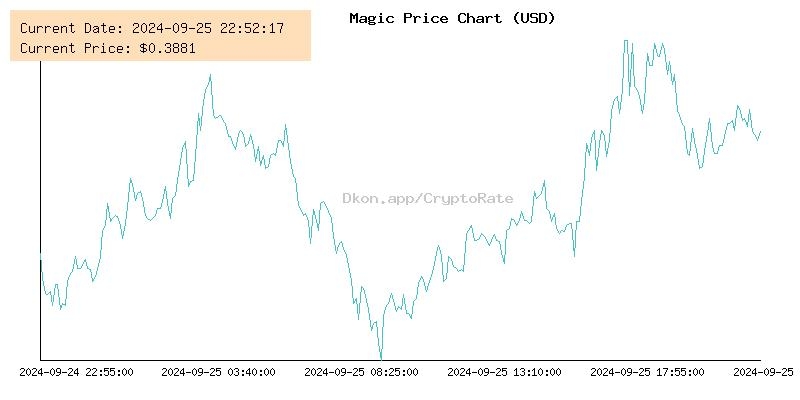 Magic Price Chart (USD)
Current Date: 2024-09-25 22:52:17
Current Price: $0.3881
Dkon.app/CryptoRate
2024-09-24 22:55:00 2024-09-25 03:40:00 2024-09-25 08:25:00 2024-09-25 13:10:00 2024-09-25 17:55:00 2024-09-25